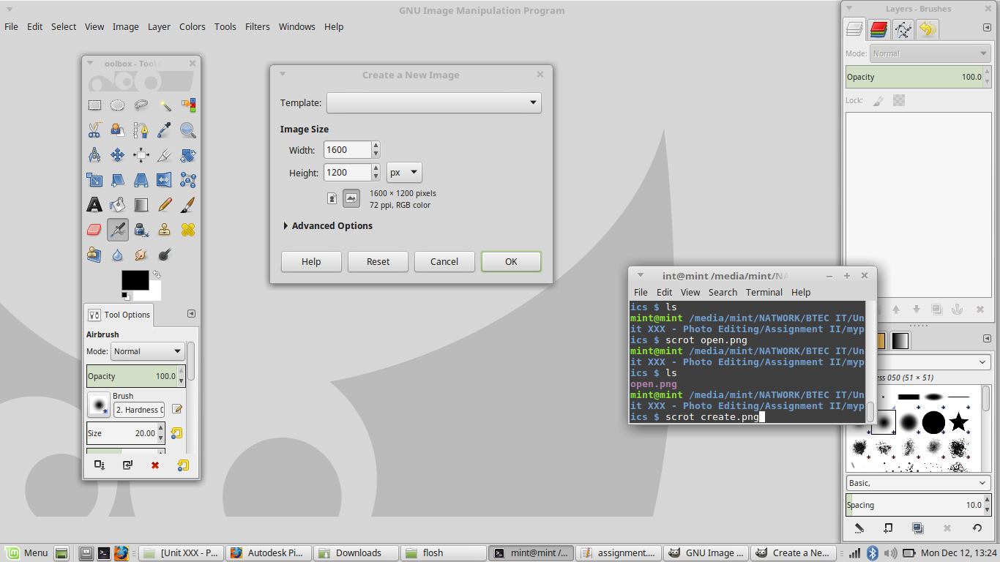 GNU Image Manipulation Program
File Edit Select View Image Layer Colors Tools Filters Windows Help
oolbox - Tool
Create a New Image
Template:
Image Size
Width: 1600
Height: 1200 px
1600 × 1200 pixels
72 ppi, RGB color
Advanced Options
Help Reset Cancel OK
Tool Options
Airbrush
Mode: Normal
Opacity 100.0
Brush
2. Hardness 0
Size 20.00
Layers - Brushes
Mode: Normal
Opacity 100.0
Lock:
int@mint /media/mint/NA
File Edit View Search Terminal Help
ics $ ls
mint@mint /media/mint/NATWORK/BTEC IT/Un
it XXX - Photo Editing/Assignment II/myp
ics $ scrot open.png
mint@mint /media/mint/NATWORK/BTEC IT/Un
it XXX - Photo Editing/Assignment II/myp
ics $ ls
open.png
mint@mint /media/mint/NATWORK/BTEC IT/Un
it XXX - Photo Editing/Assignment II/myp
ics $ scrot create.png
ess 050 (51 × 51)
Basic,
Spacing 10.0
Menu [Unit XXX - P... Autodesk Pi... Downloads flosh mint@mint /... assignment.... GNU Image ... Create a Ne... Mon Dec 12, 13:24